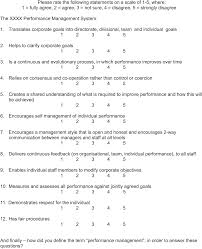 Please rate the following statements on a scale of 1-5, where:
1 = fully agree, 2 = agree, 3 = not sure, 4 = disagree, 5 = strongly disagree
The XXXX Performance Management System
1. Translates corporate goals into directorate, divisional, team and individual goals
1 2 3 4 5
2. Helps to clarify corporate goals
1 2 3 4 5
3. Is a continuous and evolutionary process, in which performance improves over time
1 2 3 4 5
4. Relies on consensus and co-operation rather than control or coercion
1 2 3 4 5
5. Creates a shared understanding of what is required to improve performance and how this will
be achieved
1 2 3 4 5
6. Encourages self management of individual performance
1 2 3 4 5
7. Encourages a management style that is open and honest and encourages 2-way
communication between managers and staff at all levels
1 2 3 4 5
8. Delivers continuous feedback (on organisational, team, individual performance), to all staff
1 2 3 4 5
9. Enables individual staff members to modify corporate objectives
1 2 3 4 5
10. Measures and assesses all performance against jointly agreed goals
1 2 3 4 5
11. Demonstrates respect for the individual
1 2 3 4 5
12. Has fair procedures
1 2 3 4 5
And finally – how did you define the term "performance management", in order to answer these
questions?